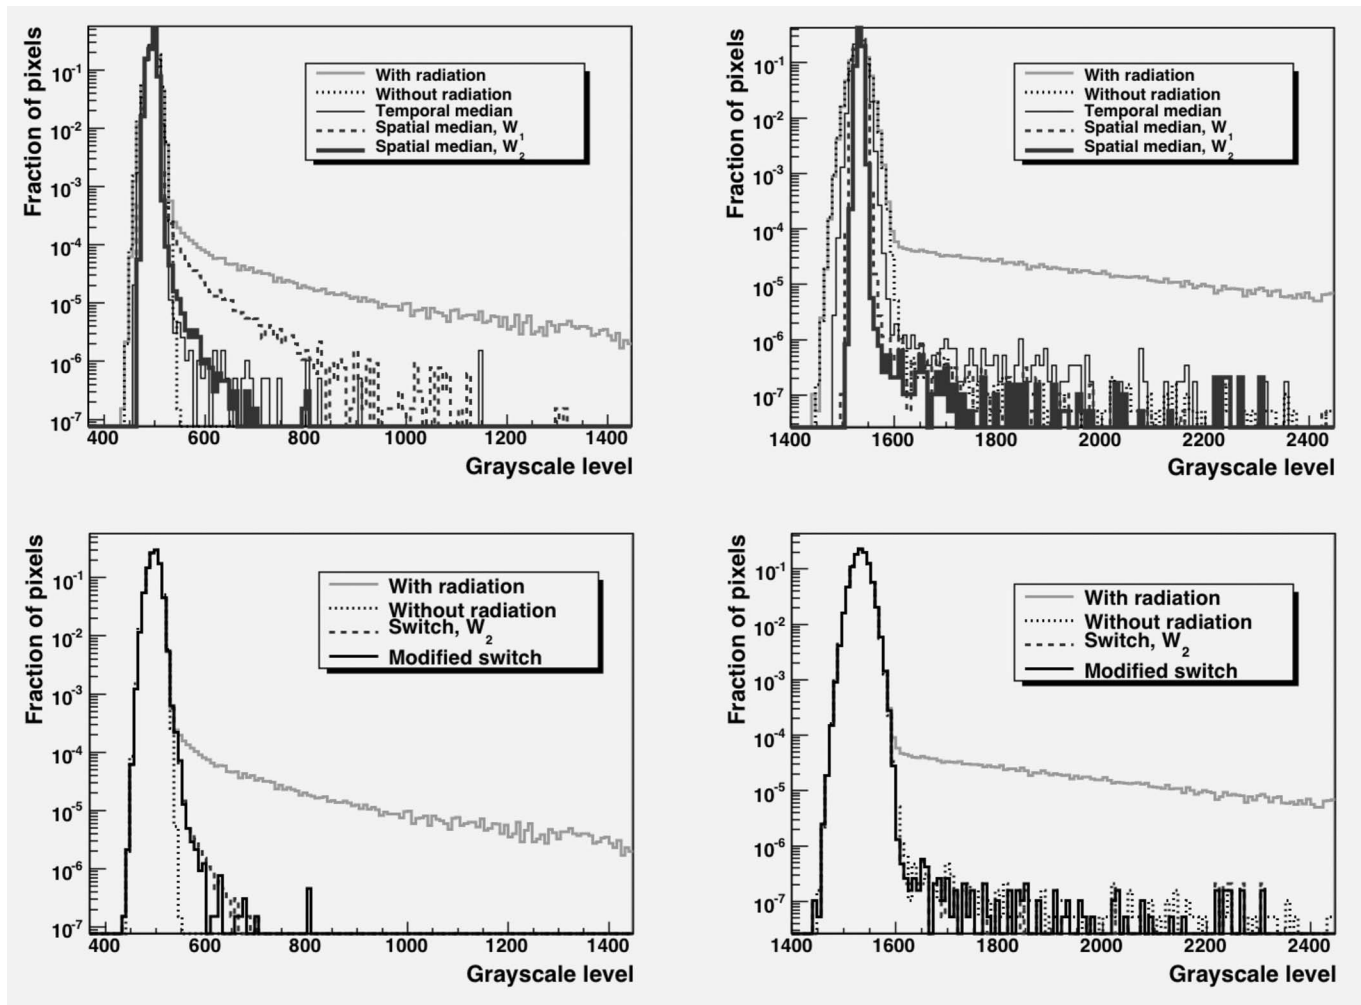 Fraction of pixels
10-1
10-2
10-3
10-4
10-5
10-6
10-7
With radiation
Without radiation
Temporal median
Spatial median, W1
Spatial median, W2
400 600 800 1000 1200 1400
Grayscale level
Fraction of pixels
10-1
10-2
10-3
10-4
10-5
10-6
10-7
With radiation
Without radiation
Temporal median
Spatial median, W1
Spatial median, W2
1400 1600 1800 2000 2200 2400
Grayscale level
Fraction of pixels
10-1
10-2
10-3
10-4
10-5
10-6
10-7
With radiation
Without radiation
Switch, W2
Modified switch
400 600 800 1000 1200 1400
Grayscale level
Fraction of pixels
10-1
10-2
10-3
10-4
10-5
10-6
10-7
With radiation
Without radiation
Switch, W2
Modified switch
1400 1600 1800 2000 2200 2400
Grayscale level